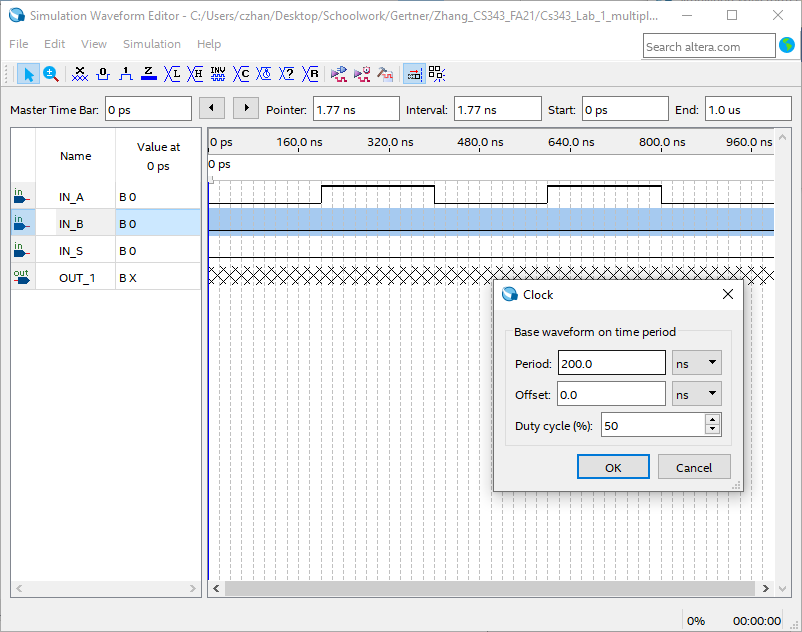 Simulation Waveform Editor - C:/Users/czhan/Desktop/Schoolwork/Gertner/Zhang_CS343_FA21/Cs343_Lab_1_multipl...
File Edit View Simulation Help
Search altera.com
Master Time Bar: 0 ps Pointer: 1.77 ns Interval: 1.77 ns Start: 0 ps End: 1.0 us
Name Value at 0 ps
0 ps 160.0 ns 320.0 ns 480.0 ns 640.0 ns 800.0 ns 960.0 ns
0 ps
in IN_A B 0
in IN_B B 0
in IN_S B 0
out OUT_1 B X
Clock
Base waveform on time period
Period: 200.0 ns
Offset: 0.0 ns
Duty cycle (%): 50
OK Cancel
0% 00:00:00